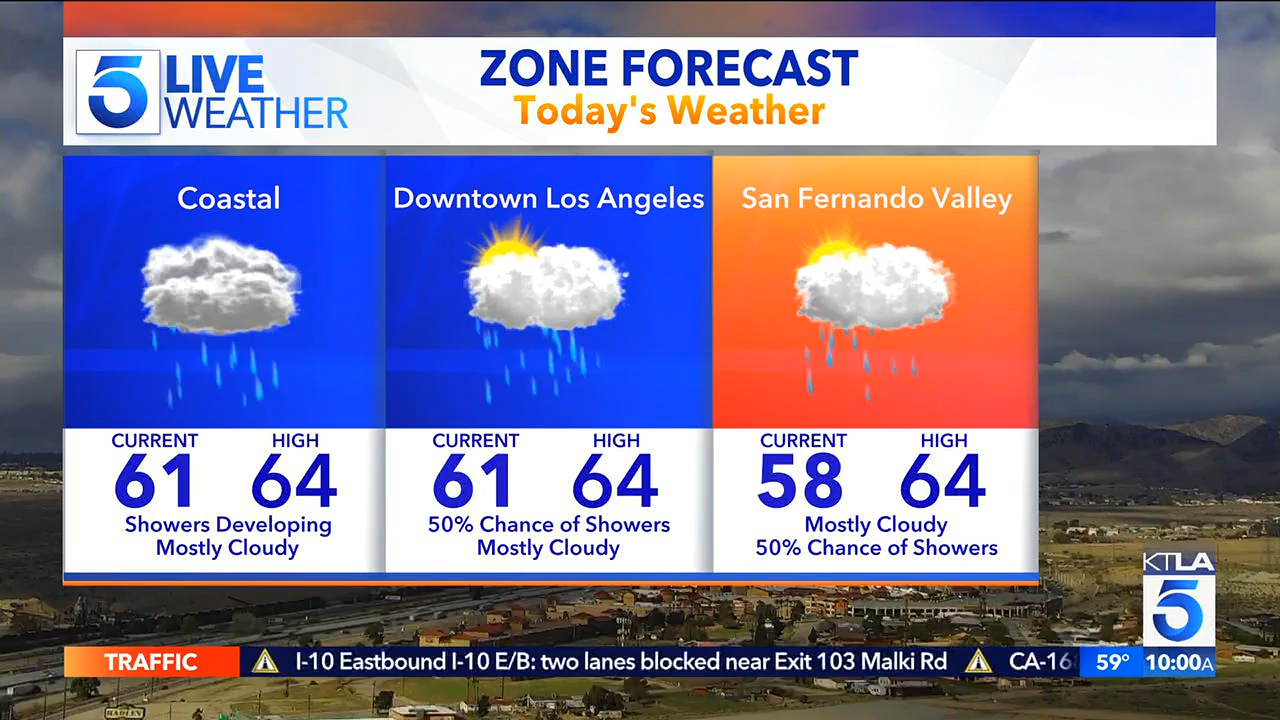 5 LIVE
WEATHER
ZONE FORECAST
Today's Weather
Coastal
CURRENT HIGH
61 64
Showers Developing
Mostly Cloudy
Downtown Los Angeles
CURRENT HIGH
61 64
50% Chance of Showers
Mostly Cloudy
San Fernando Valley
CURRENT HIGH
58 64
Mostly Cloudy
50% Chance of Showers
KTLA
5
TRAFFIC I-10 Eastbound I-10 E/B: two lanes blocked near Exit 103 Malki Rd CA-16 59° 10:00A
HADLEY